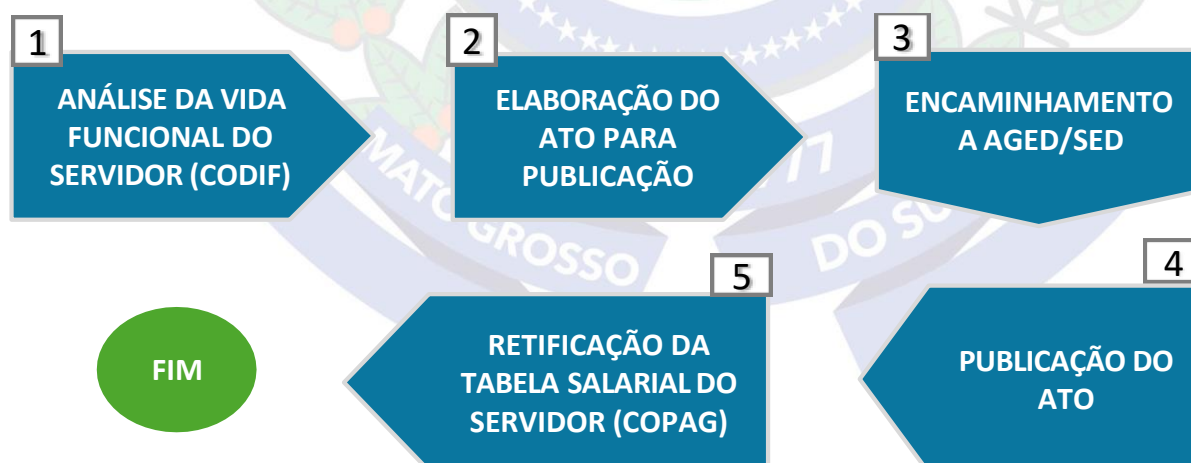 1
ANÁLISE DA VIDA
FUNCIONAL DO
SERVIDOR (CODIF)
2
ELABORAÇÃO DO
ATO PARA
PUBLICAÇÃO
3
ENCAMINHAMENTO
A AGED/SED
4
PUBLICAÇÃO DO
ATO
5
RETIFICAÇÃO DA
TABELA SALARIAL DO
SERVIDOR (COPAG)
FIM
MATO GROSSO
DO SU